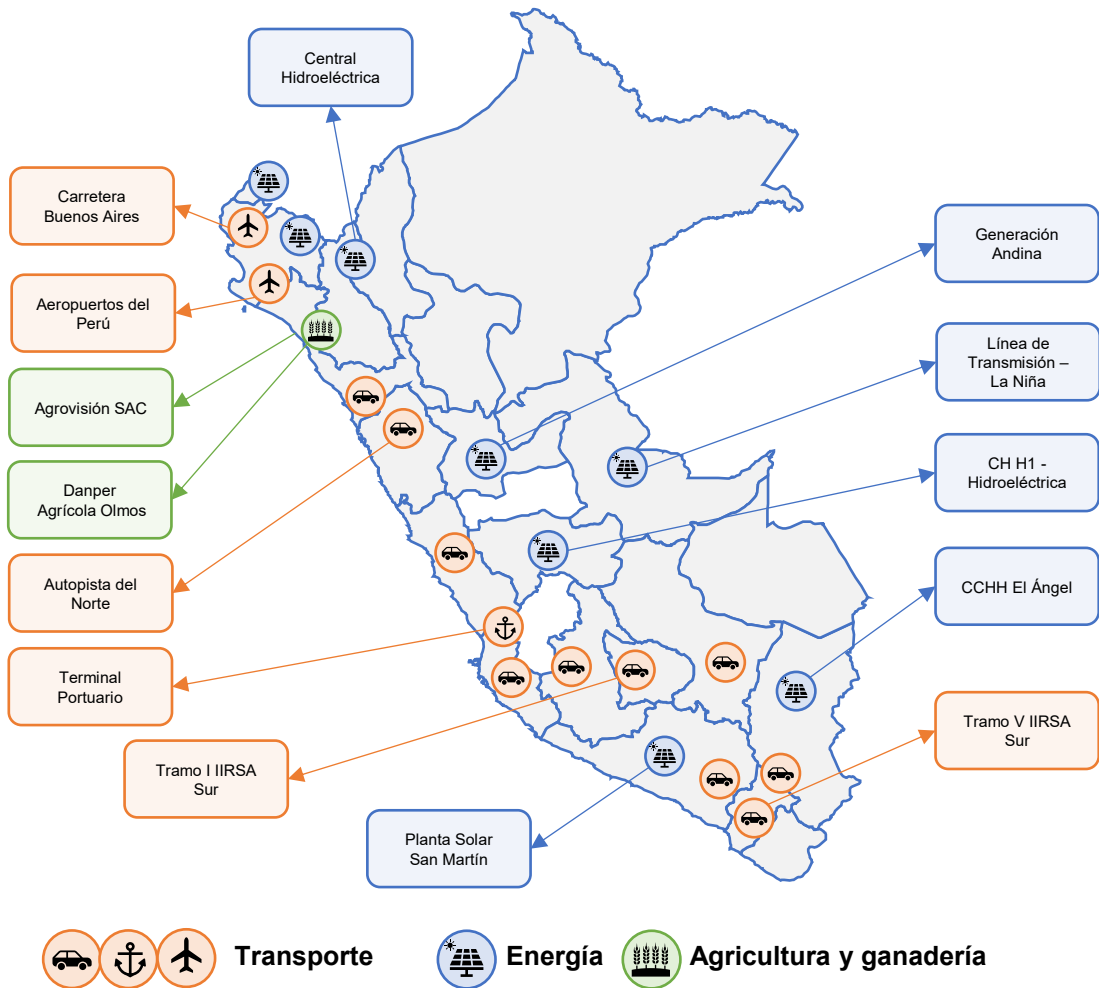 Central
Hidroeléctrica
Carretera
Buenos Aires
Aeropuertos del
Perú
Agrovisión SAC
Danper
Agrícola Olmos
Autopista del
Norte
Terminal
Portuario
Tramo I IIRSA
Sur
Planta Solar
San Martín
Generación
Andina
Línea de
Transmisión –
La Niña
CH H1 -
Hidroeléctrica
CCHH El Ángel
Tramo V IIRSA
Sur
Transporte
Energía
Agricultura y ganadería